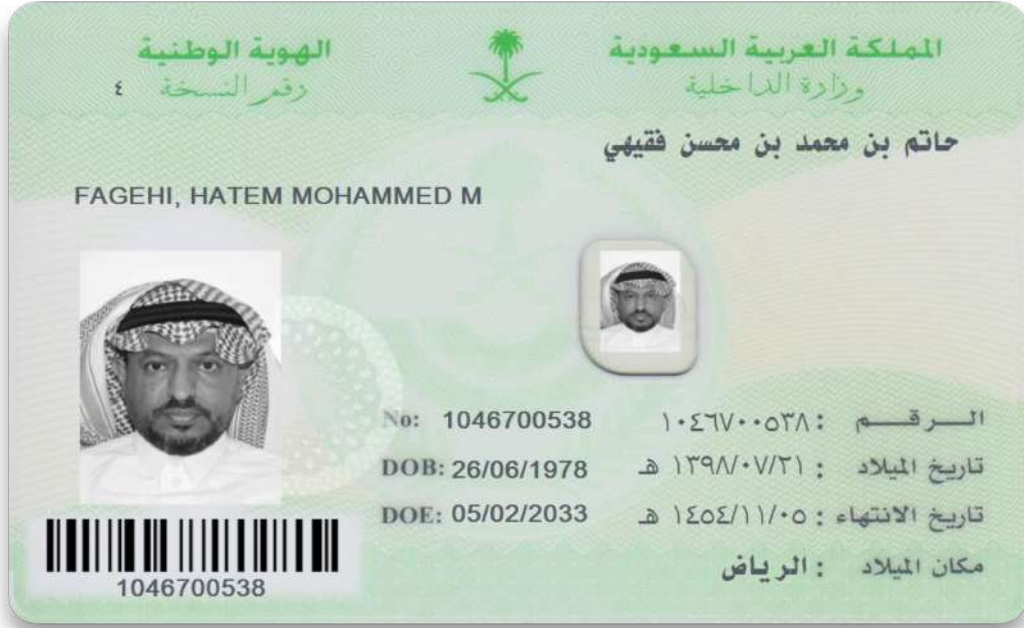 المملكة العربية السعودية
وزارة الداخلية
الهوية الوطنية
رقم النسخة ٤
حاتم بن محمد بن محسن فقيهي
FAGEHI, HATEM MOHAMMED M
الـــرقـــم : ١٠٤٦٧٠٠٥٣٨ No: 1046700538
تاريخ الميلاد : ١٣٩٨/٠٧/٢١ هـ DOB: 26/06/1978
تاريخ الانتهاء : ١٤٥٤/١١/٠٥ هـ DOE: 05/02/2033
مكان الميلاد : الرياض
1046700538